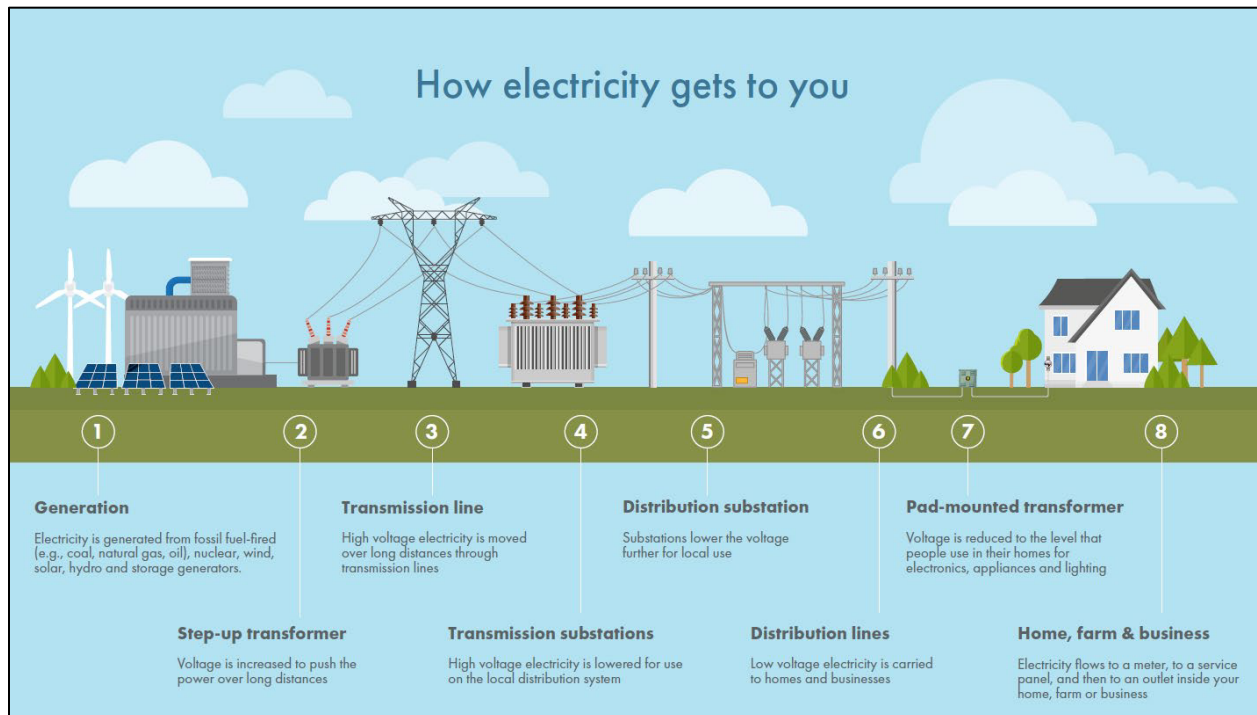 How electricity gets to you
1
2
3
4
5
6
7
8
Generation
Electricity is generated from fossil fuel-fired
(e.g., coal, natural gas, oil), nuclear, wind,
solar, hydro and storage generators.
Step-up transformer
Voltage is increased to push the
power over long distances
Transmission line
High voltage electricity is moved
over long distances through
transmission lines
Transmission substations
High voltage electricity is lowered for use
on the local distribution system
Distribution substation
Substations lower the voltage
further for local use
Distribution lines
Low voltage electricity is carried
to homes and businesses
Pad-mounted transformer
Voltage is reduced to the level that
people use in their homes for
electronics, appliances and lighting
Home, farm & business
Electricity flows to a meter, to a service
panel, and then to an outlet inside your
home, farm or business